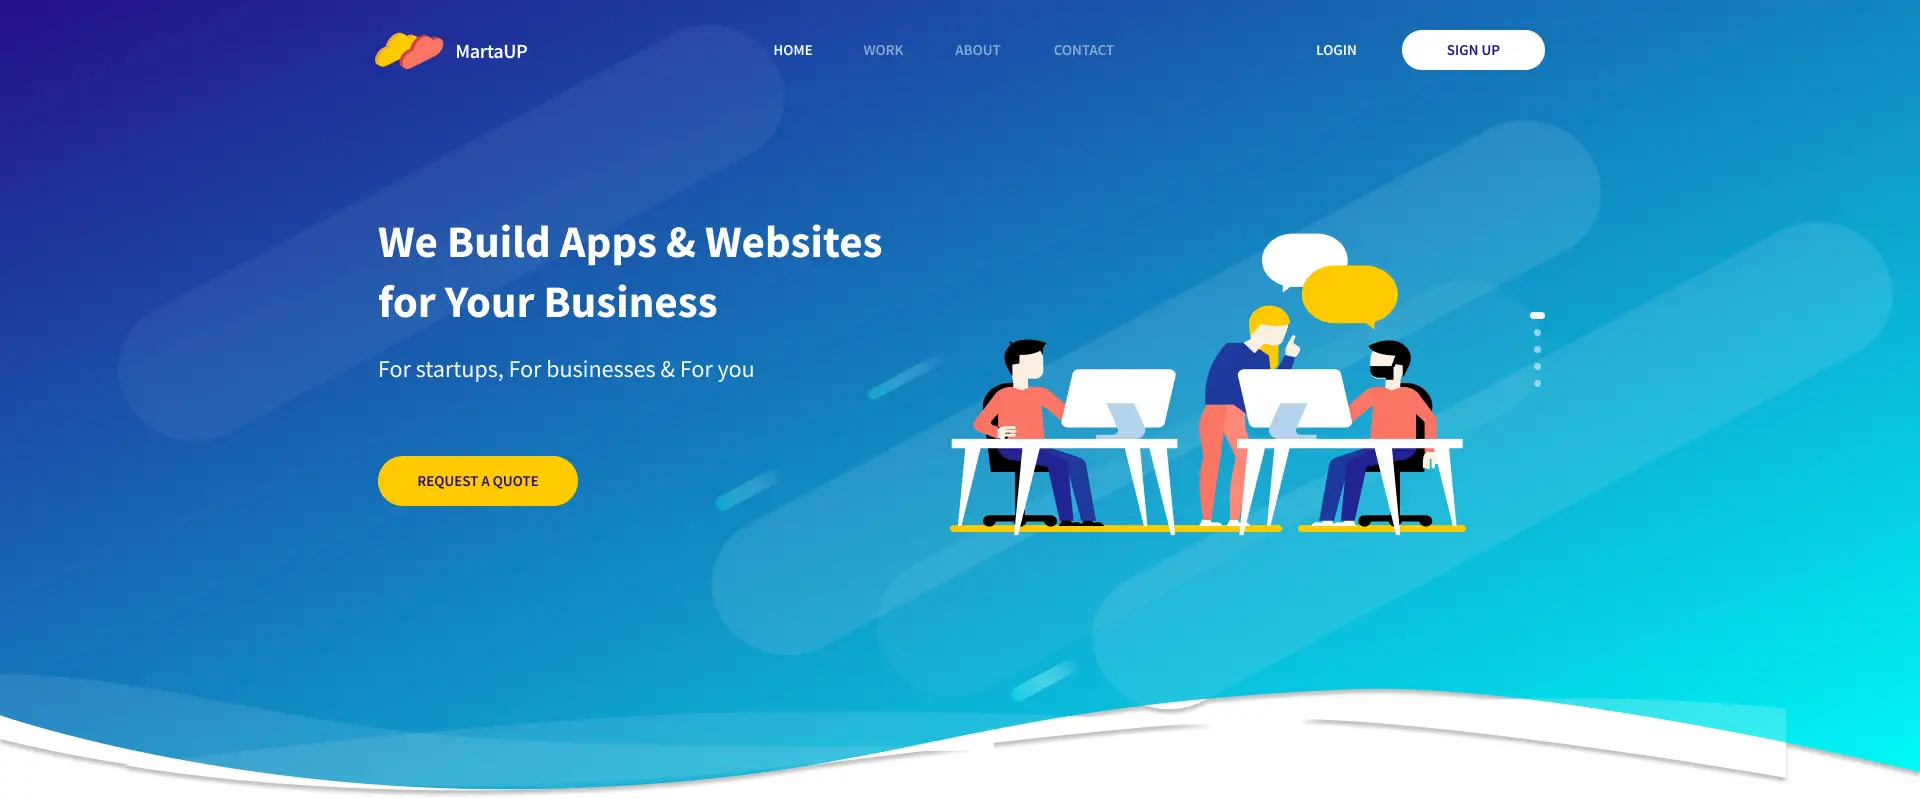 MartaUP
HOME WORK ABOUT CONTACT LOGIN SIGN UP
We Build Apps & Websites
for Your Business
For startups, For businesses & For you
REQUEST A QUOTE